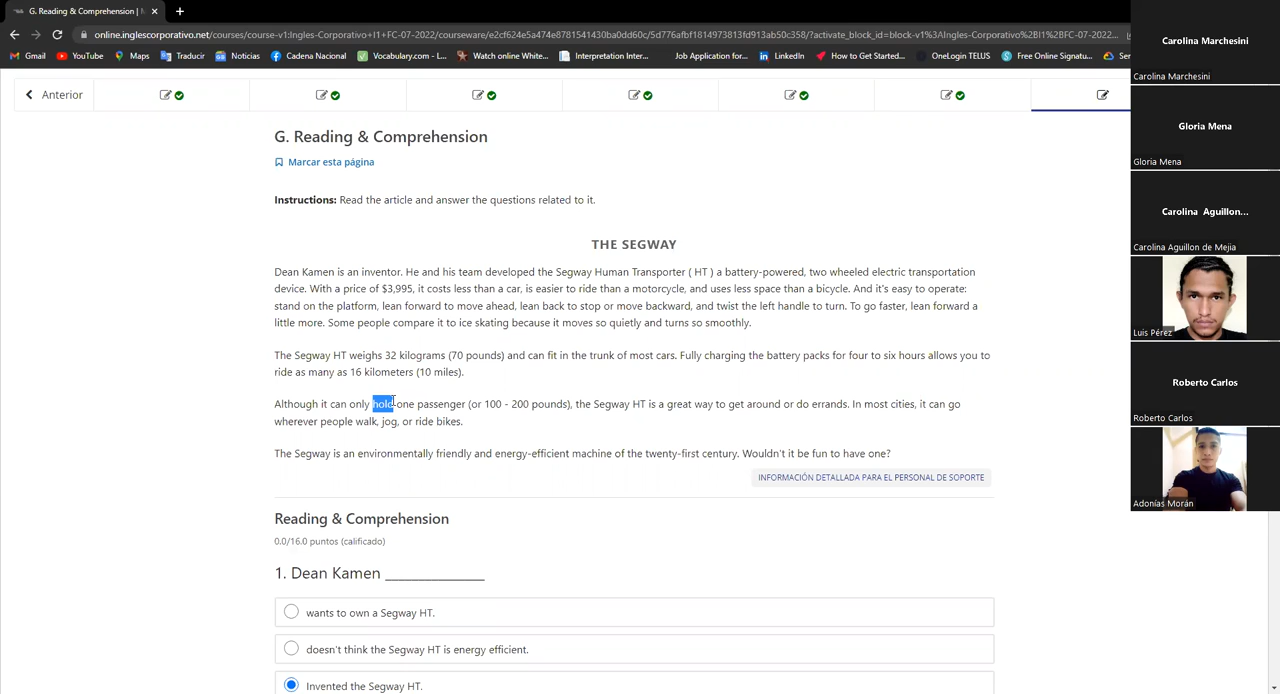 G. Reading & Comprehension | M
online.inglescorporativo.net/courses/course-v1:Ingles-Corporativo+I1+FC-07-2022/courseware/e2cf624e5a474e8781541430ba0dd60c/5d776afbf1814973813fd913ab50c358/?activate_block_id=block-v1%3AIngles-Corporativo%2BI1%2BFC-07-2022...
Gmail YouTube Maps Traducir Noticias Cadena Nacional Vocabulary.com - L... Watch online White... Interpretation Inter... Job Application for... LinkedIn How to Get Started... OneLogin TELUS Free Online Signatu... Se
Anterior
G. Reading & Comprehension
Marcar esta página
Instructions: Read the article and answer the questions related to it.
THE SEGWAY
Dean Kamen is an inventor. He and his team developed the Segway Human Transporter ( HT ) a battery-powered, two wheeled electric transportation
device. With a price of $3,995, it costs less than a car, is easier to ride than a motorcycle, and uses less space than a bicycle. And it's easy to operate:
stand on the platform, lean forward to move ahead, lean back to stop or move backward, and twist the left handle to turn. To go faster, lean forward a
little more. Some people compare it to ice skating because it moves so quietly and turns so smoothly.
The Segway HT weighs 32 kilograms (70 pounds) and can fit in the trunk of most cars. Fully charging the battery packs for four to six hours allows you to
ride as many as 16 kilometers (10 miles).
Although it can only hold one passenger (or 100 - 200 pounds), the Segway HT is a great way to get around or do errands. In most cities, it can go
wherever people walk, jog, or ride bikes.
The Segway is an environmentally friendly and energy-efficient machine of the twenty-first century. Wouldn't it be fun to have one?
INFORMACIÓN DETALLADA PARA EL PERSONAL DE SOPORTE
Reading & Comprehension
0.0/16.0 puntos (calificado)
1. Dean Kamen _______________
wants to own a Segway HT.
doesn't think the Segway HT is energy efficient.
Invented the Segway HT.
Carolina Marchesini
Carolina Marchesini
Gloria Mena
Gloria Mena
Carolina Aguillon...
Carolina Aguillon de Mejia
Luis Pérez
Roberto Carlos
Roberto Carlos
Adonías Morán